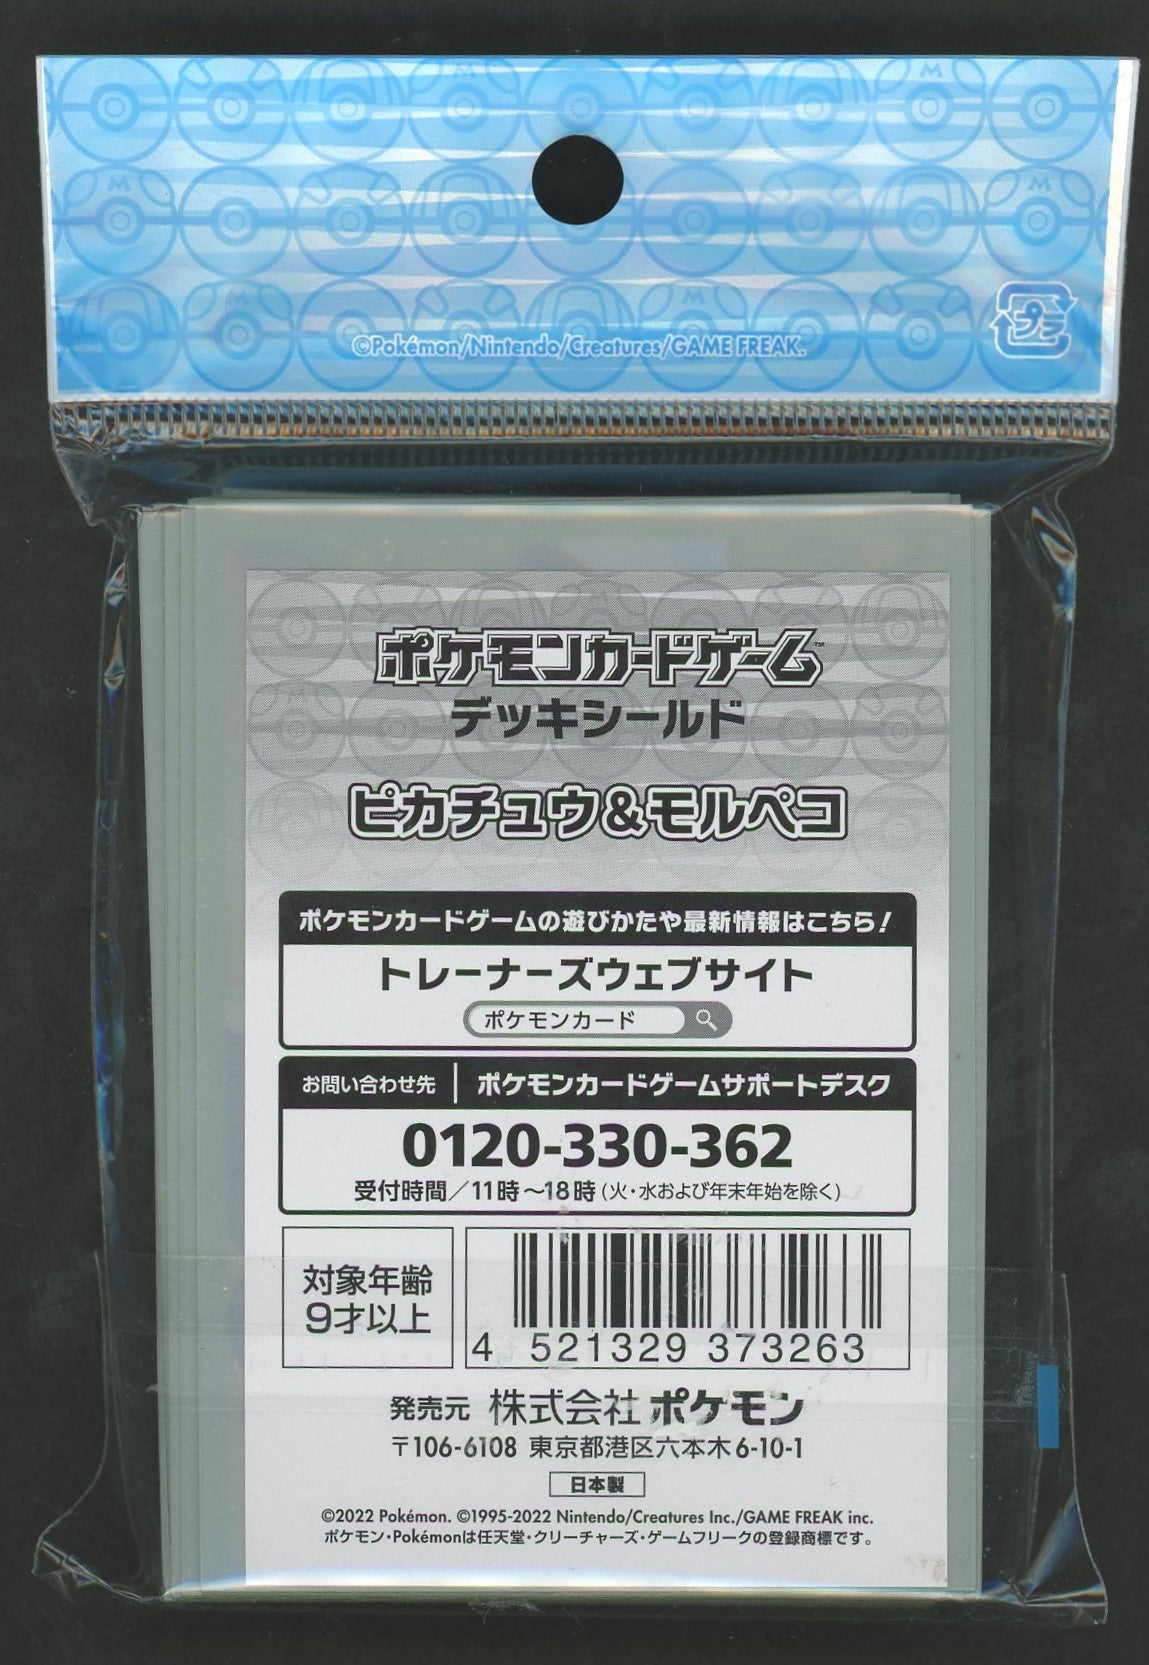 ©Pokémon/Nintendo/Creatures/GAME FREAK.
プラ
ポケモンカードゲーム™
デッキシールド
ピカチュウ&モルペコ
ポケモンカードゲームの遊びかたや最新情報はこちら!
トレーナーズウェブサイト
ポケモンカード
お問い合わせ先 ポケモンカードゲームサポートデスク
0120-330-362
受付時間/11時~18時(火・水および年末年始を除く)
対象年齢
9才以上
4 521329 373263
発売元 株式会社 ポケモン
〒106-6108 東京都港区六本木6-10-1
日本製
©2022 Pokémon. ©1995-2022 Nintendo/Creatures Inc./GAME FREAK inc.
ポケモン・Pokémonは任天堂・クリーチャーズ・ゲームフリークの登録商標です。